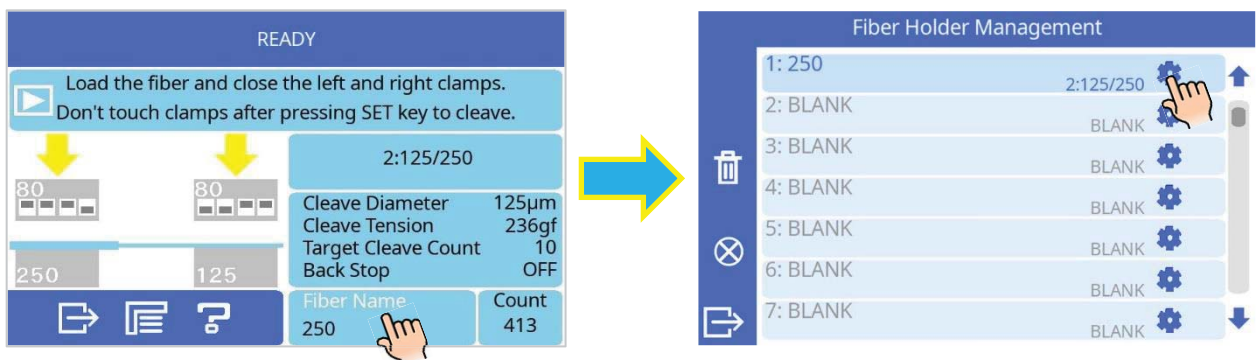 READY
Load the fiber and close the left and right clamps.
Don't touch clamps after pressing SET key to cleave.
80
80
250
125
2:125/250
Cleave Diameter 125µm
Cleave Tension 236gf
Target Cleave Count 10
Back Stop OFF
Fiber Name
250
Count
413
Fiber Holder Management
1: 250
2:125/250
2: BLANK
BLANK
3: BLANK
BLANK
4: BLANK
BLANK
5: BLANK
BLANK
6: BLANK
BLANK
7: BLANK
BLANK